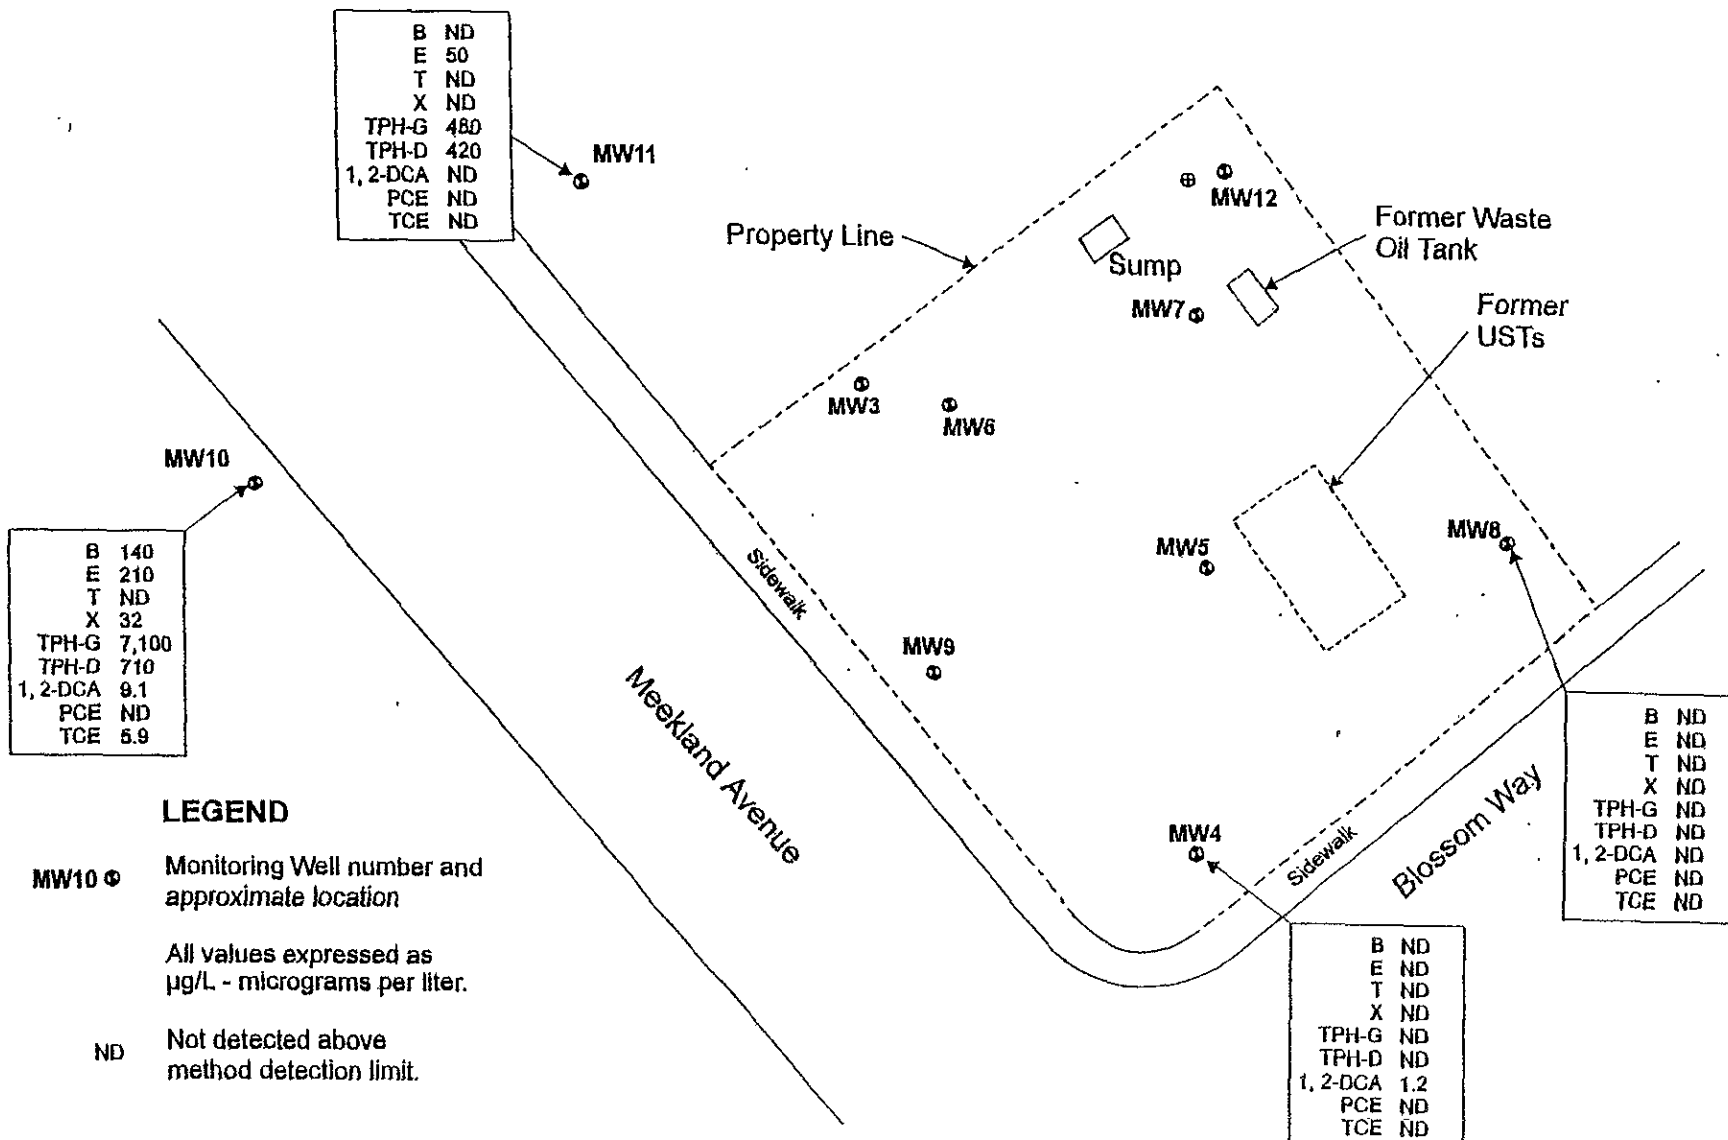 B ND
E 50
T ND
X ND
TPH-G 480
TPH-D 420
1, 2-DCA ND
PCE ND
TCE ND
MW11
MW12
Property Line
Sump
Former Waste
Oil Tank
MW7
Former
USTs
MW3
MW6
MW10
B 140
E 210
T ND
X 32
TPH-G 7,100
TPH-D 710
1, 2-DCA 9.1
PCE ND
TCE 5.9
MW5
MW8
Sidewalk
MW9
Meekland Avenue
B ND
E ND
T ND
X ND
TPH-G ND
TPH-D ND
1, 2-DCA ND
PCE ND
TCE ND
MW4
Sidewalk
Blossom Way
B ND
E ND
T ND
X ND
TPH-G ND
TPH-D ND
1, 2-DCA 1.2
PCE ND
TCE ND
LEGEND
MW10 Monitoring Well number and
approximate location
All values expressed as
µg/L - micrograms per liter.
ND Not detected above
method detection limit.